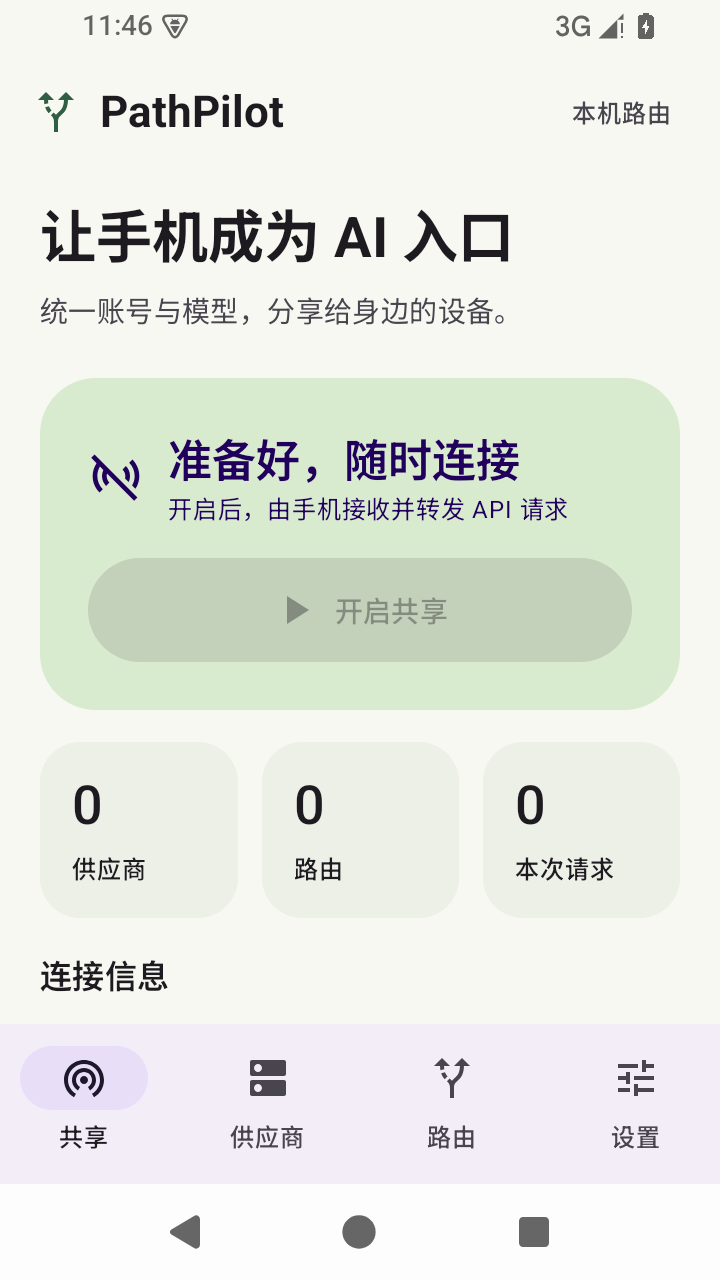 11:46
3G
PathPilot
本机路由
让手机成为 AI 入口
统一账号与模型，分享给身边的设备。
准备好，随时连接
开启后，由手机接收并转发 API 请求
开启共享
0
供应商
0
路由
0
本次请求
连接信息
共享
供应商
路由
设置